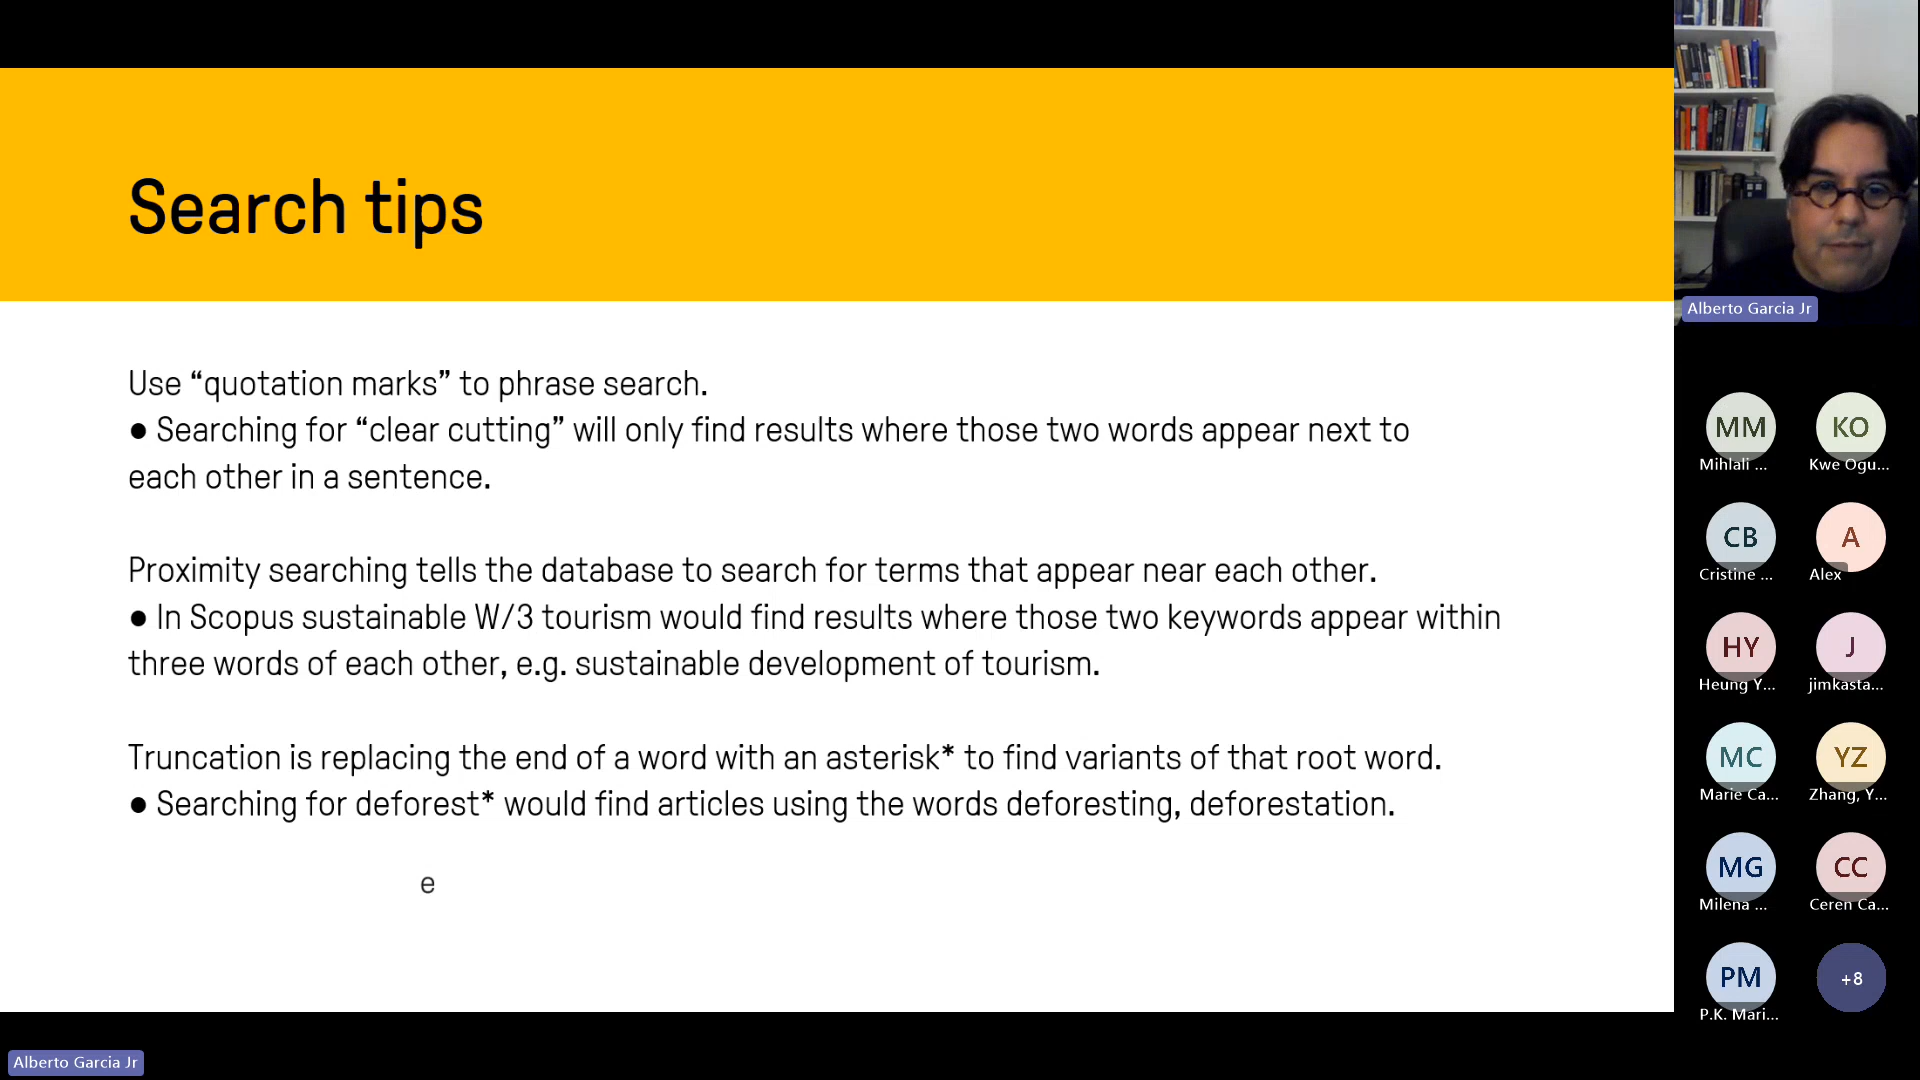 Search tips
Use “quotation marks” to phrase search.
● Searching for “clear cutting” will only find results where those two words appear next to
each other in a sentence.
Proximity searching tells the database to search for terms that appear near each other.
● In Scopus sustainable W/3 tourism would find results where those two keywords appear within
three words of each other, e.g. sustainable development of tourism.
Truncation is replacing the end of a word with an asterisk* to find variants of that root word.
● Searching for deforest* would find articles using the words deforesting, deforestation.
e
Alberto Garcia Jr
Alberto Garcia Jr
MM
Mihlali ...
KO
Kwe Ogu...
CB
Cristine ...
A
Alex
HY
Heung Y...
J
jimkasta...
MC
Marie Ca...
YZ
Zhang, Y...
MG
Milena ...
CC
Ceren Ca...
PM
P.K. Mari...
+8